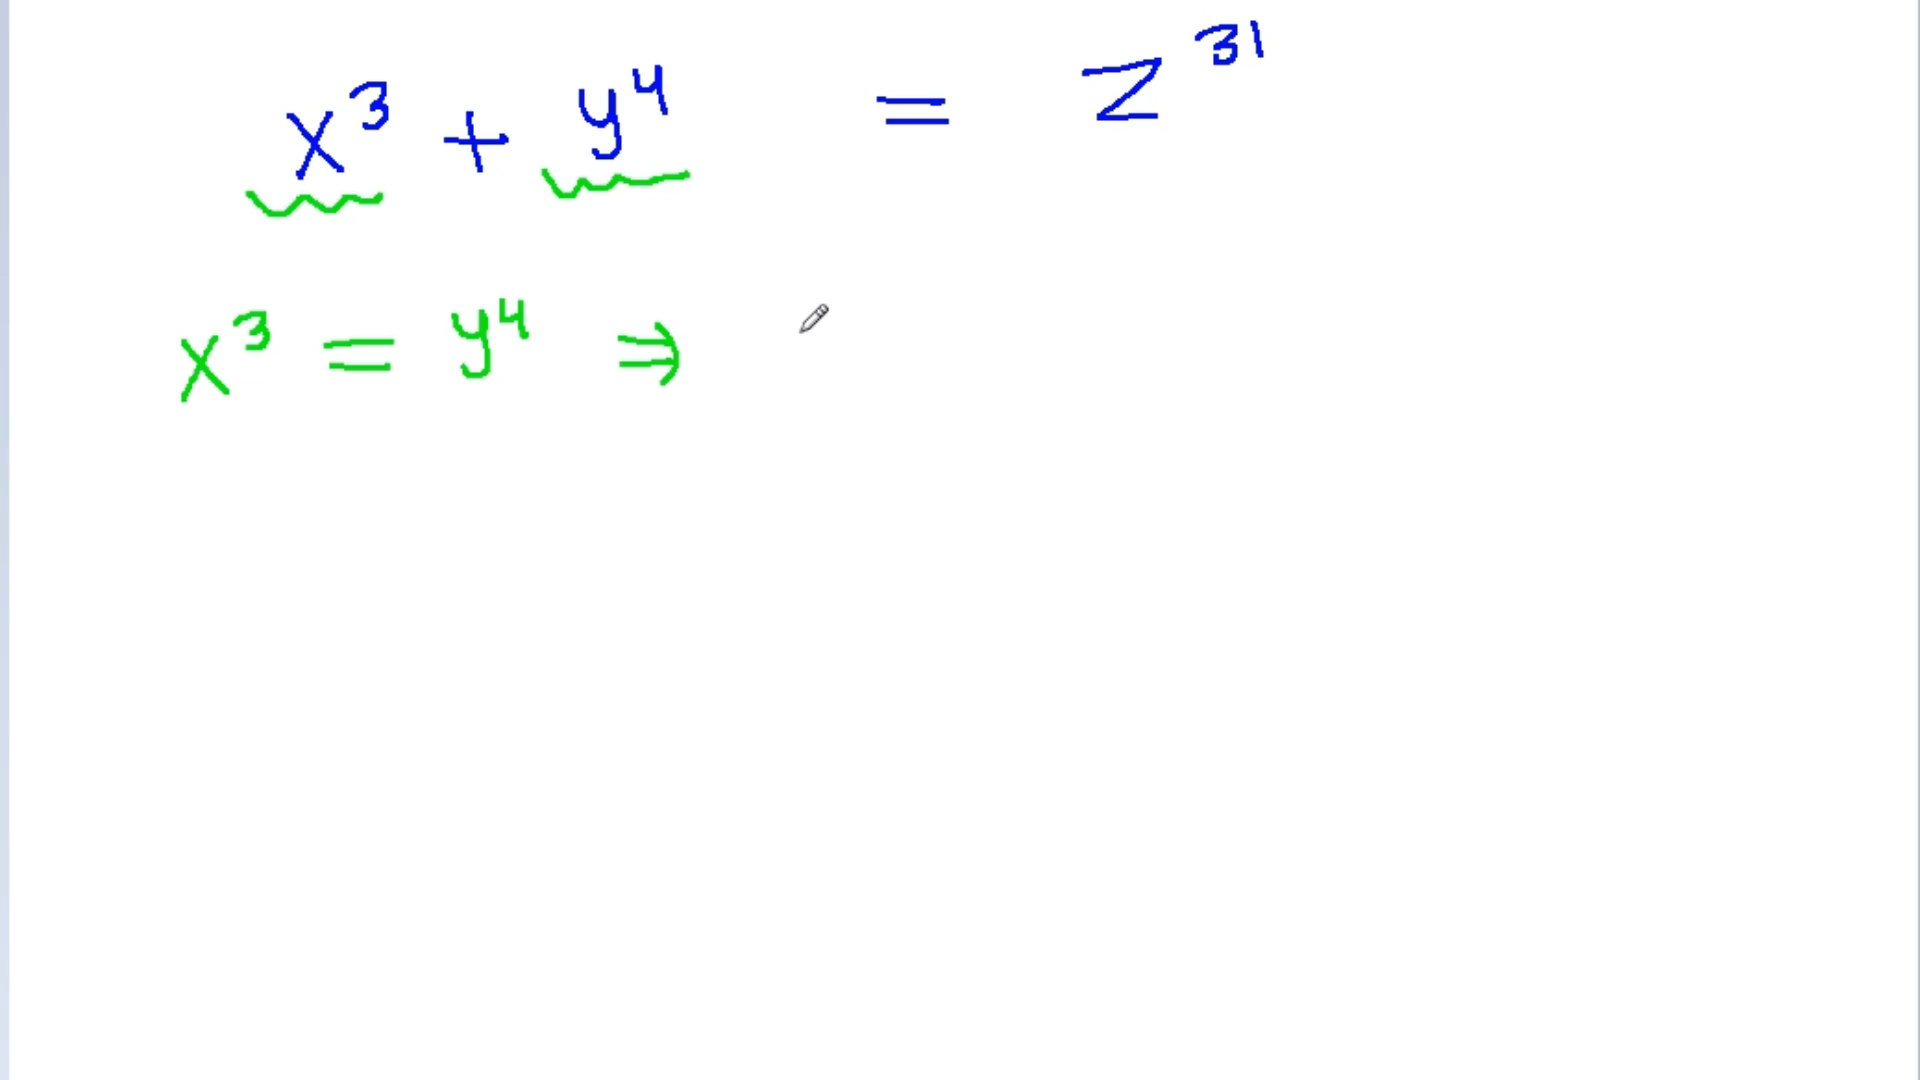 x³ + y⁴ = z³¹
x³ = y⁴ ⇒